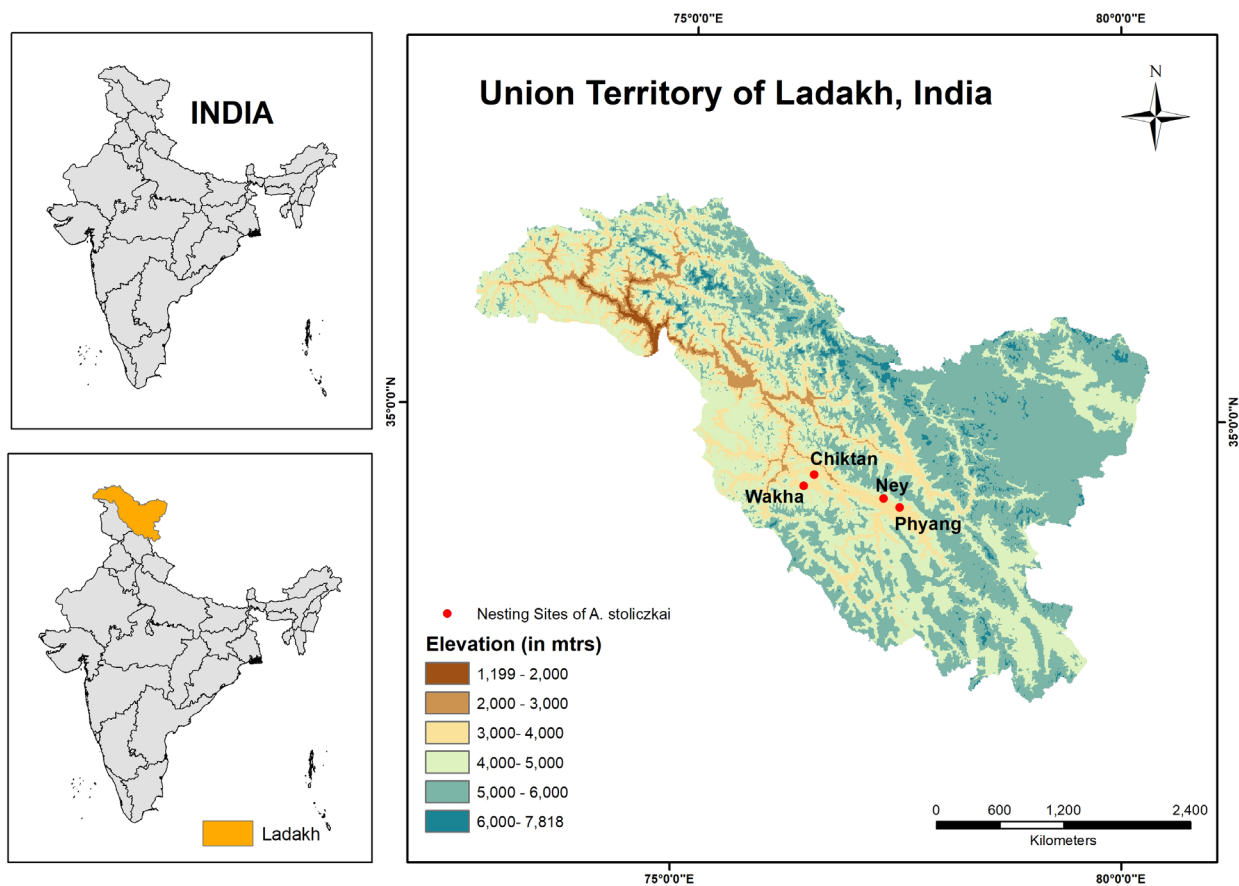 INDIA
Ladakh
75°0'0"E
80°0'0"E
Union Territory of Ladakh, India
N
35°0'0"N
35°0'0"N
Chiktan
Wakha
Ney
Phyang
Nesting Sites of A. stoliczkai
Elevation (in mtrs)
1,199 - 2,000
2,000 - 3,000
3,000- 4,000
4,000- 5,000
5,000 - 6,000
6,000- 7,818
0 600 1,200 2,400
Kilometers
75°0'0"E
80°0'0"E